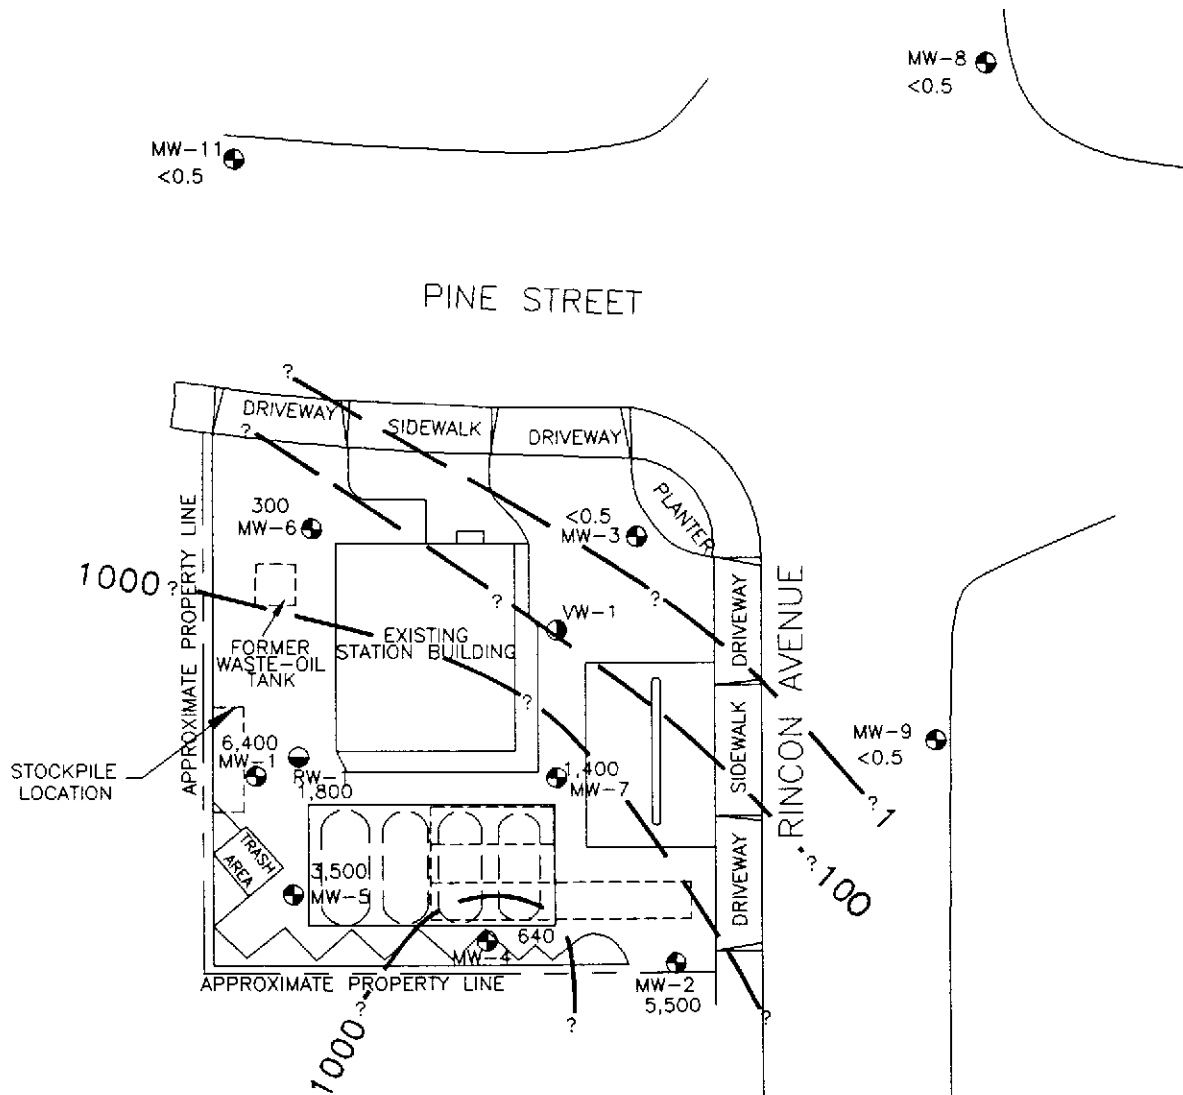 MW-8
<0.5
MW-11
<0.5
PINE STREET
?
DRIVEWAY
SIDEWALK
DRIVEWAY
?
PLANTER
300
MW-6
<0.5
MW-3
1000 ?
APPROXIMATE PROPERTY LINE
FORMER
WASTE-OIL
TANK
EXISTING
STATION BUILDING
?
VW-1
?
DRIVEWAY
RINCON AVENUE
?
SIDEWALK
MW-9
<0.5
STOCKPILE
LOCATION
6,400
MW-1
RW-
1,800
1,400
MW-7
? 1
TRASH
AREA
3,500
MW-5
DRIVEWAY
? 100
640
MW-4
APPROXIMATE PROPERTY LINE
MW-2
5,500
1000 ?
?
?